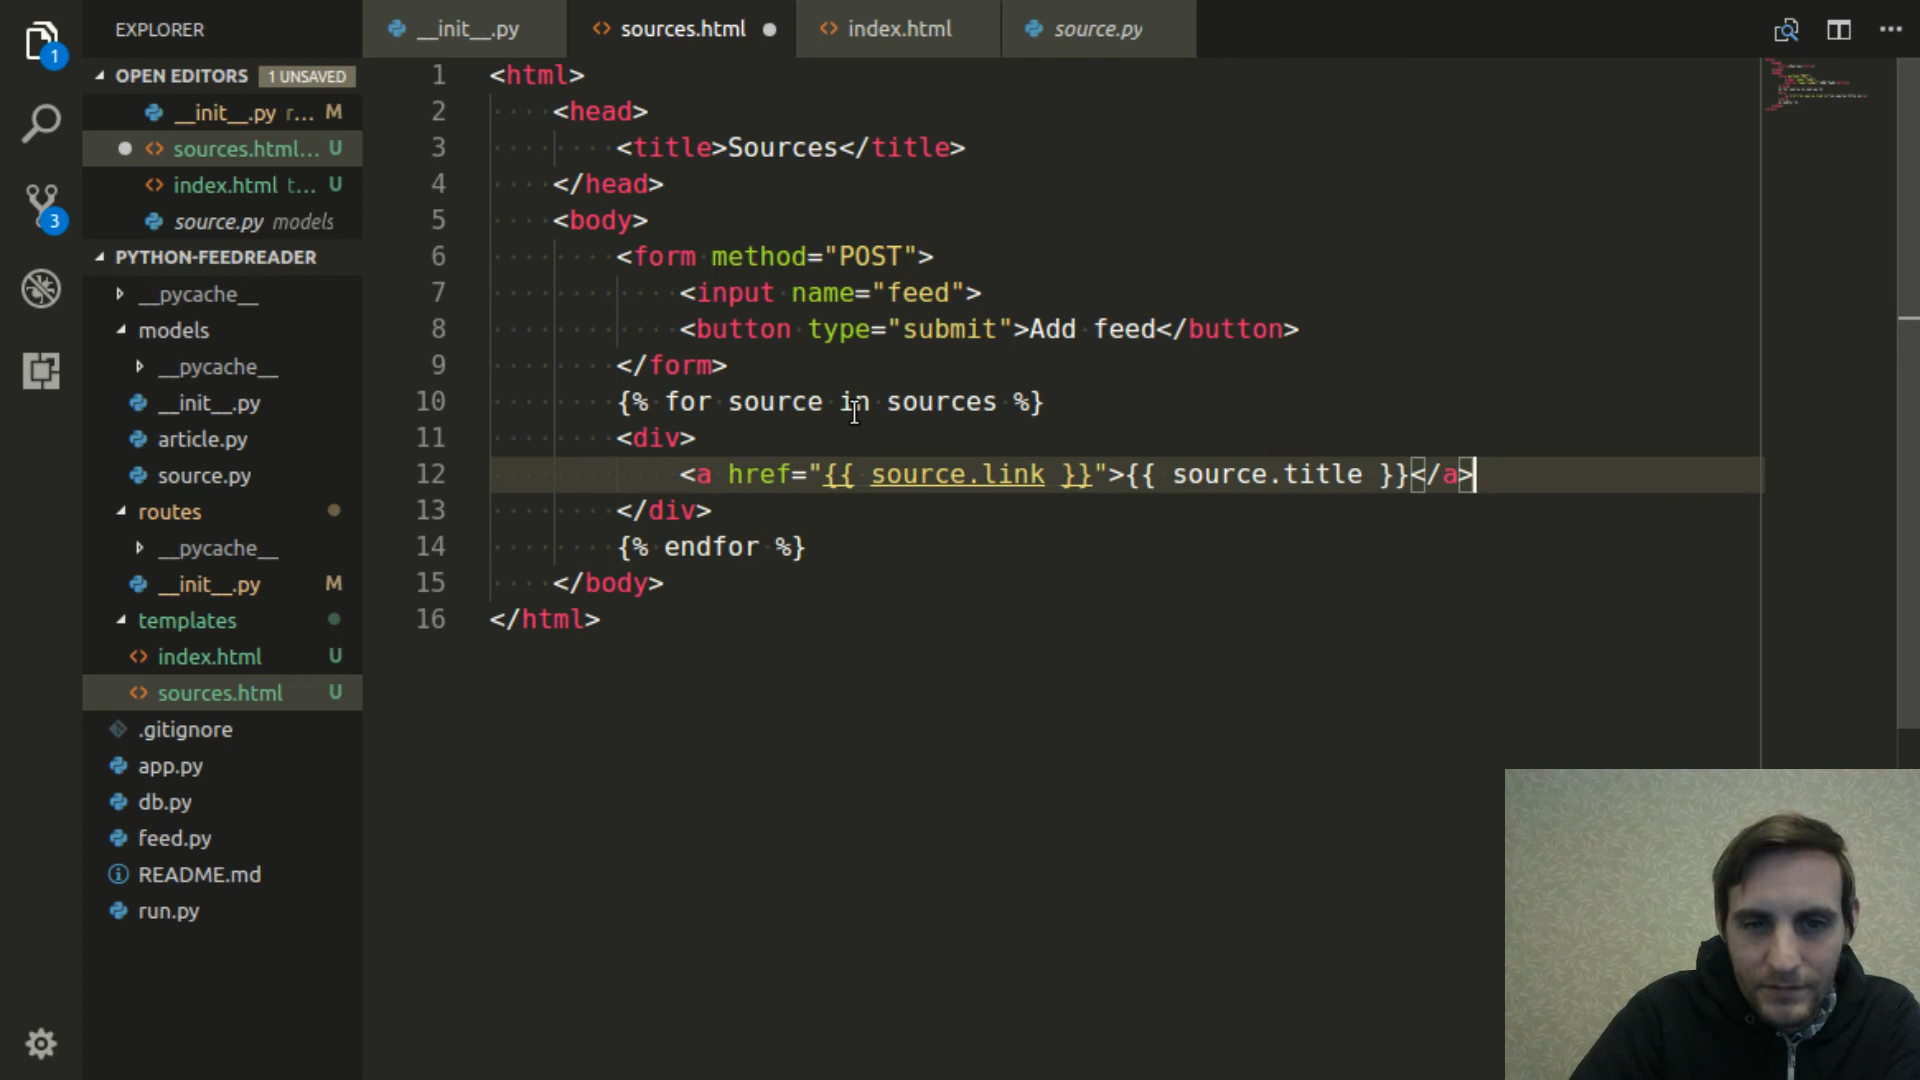 EXPLORER
OPEN EDITORS 1 UNSAVED
__init__.py r... M
sources.html... U
index.html t... U
source.py models
PYTHON-FEEDREADER
__pycache__
models
__pycache__
__init__.py
article.py
source.py
routes
__pycache__
__init__.py M
templates
index.html U
sources.html U
.gitignore
app.py
db.py
feed.py
README.md
run.py
1
3
__init__.py sources.html index.html source.py
1 <html>
2 <head>
3 <title>Sources</title>
4 </head>
5 <body>
6 <form method="POST">
7 <input name="feed">
8 <button type="submit">Add feed</button>
9 </form>
10 {% for source in sources %}
11 <div>
12 <a href="{{ source.link }}">{{ source.title }}</a>
13 </div>
14 {% endfor %}
15 </body>
16 </html>